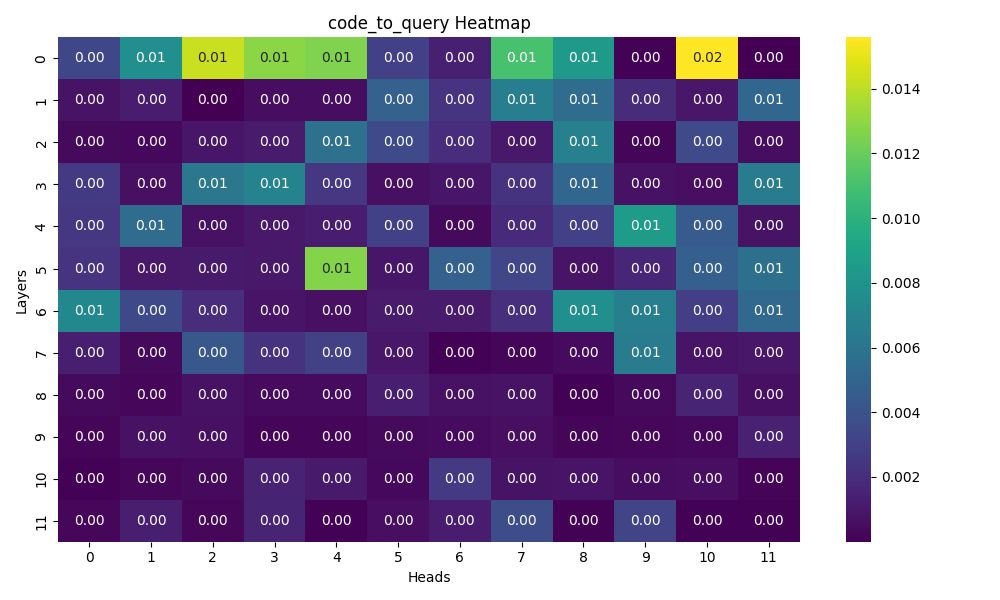 code_to_query Heatmap
0 0.00 0.01 0.01 0.01 0.01 0.00 0.00 0.01 0.01 0.00 0.02 0.00
1 0.00 0.00 0.00 0.00 0.00 0.00 0.00 0.01 0.00 0.00 0.00 0.01
2 0.00 0.00 0.00 0.00 0.01 0.00 0.00 0.00 0.01 0.00 0.00 0.00
3 0.00 0.00 0.01 0.01 0.00 0.00 0.00 0.00 0.00 0.00 0.00 0.01
4 0.00 0.01 0.00 0.00 0.00 0.00 0.00 0.00 0.00 0.01 0.00 0.00
5 0.00 0.00 0.00 0.00 0.01 0.00 0.00 0.00 0.00 0.00 0.00 0.01
6 0.01 0.00 0.00 0.00 0.00 0.00 0.00 0.00 0.01 0.01 0.00 0.01
7 0.00 0.00 0.00 0.00 0.00 0.00 0.00 0.00 0.00 0.01 0.00 0.00
8 0.00 0.00 0.00 0.00 0.00 0.00 0.00 0.00 0.00 0.00 0.00 0.00
9 0.00 0.00 0.00 0.00 0.00 0.00 0.00 0.00 0.00 0.00 0.00 0.00
10 0.00 0.00 0.00 0.00 0.00 0.00 0.00 0.00 0.00 0.00 0.00 0.00
11 0.00 0.00 0.00 0.00 0.00 0.00 0.00 0.00 0.00 0.00 0.00 0.00
0 1 2 3 4 5 6 7 8 9 10 11
Heads
Layers
0.014
0.012
0.010
0.008
0.006
0.004
0.002